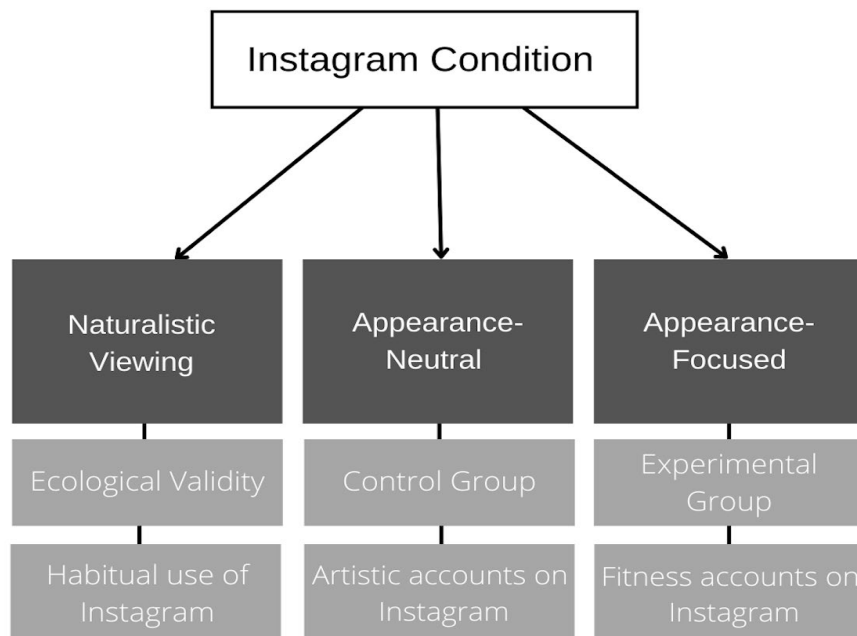 Instagram Condition
Naturalistic
Viewing
Appearance-
Neutral
Appearance-
Focused
Ecological Validity
Control Group
Experimental
Group
Habitual use of
Instagram
Artistic accounts on
Instagram
Fitness accounts on
Instagram